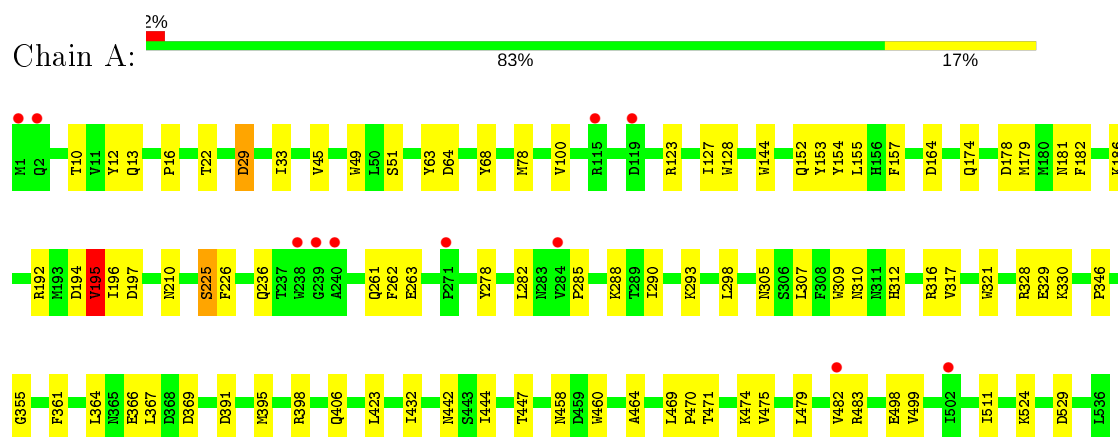 2%
Chain A:
83% 17%
M1 Q2 T10 V11 Y12 Q13 P16 T22 D29 I33 V45 W49 L50 S51 Y63 D64 Y68 M78 V100 R115 D119 R123 I127 W128 W144 Q152 Y153 Y154 L155 H156 F157 D164 Q174 D178 M179 M180 N181 F182 K186
R192 M193 D194 V195 I196 D197 N210 S225 F226 Q236 T237 W238 G239 A240 Q261 F262 E263 P271 Y278 L282 N283 V284 P285 K288 T289 I290 K293 L298 N305 S306 L307 F308 W309 N310 N311 H312 R316 V317 W321 R328 E329 K330 P346
G355 F361 L364 N365 E366 L367 D368 D369 D391 M395 R398 Q406 L423 I432 N442 S443 I444 T447 N458 D459 W460 A464 L469 P470 T471 K474 V475 L479 V482 R483 E498 V499 I502 I511 K524 D529 L536